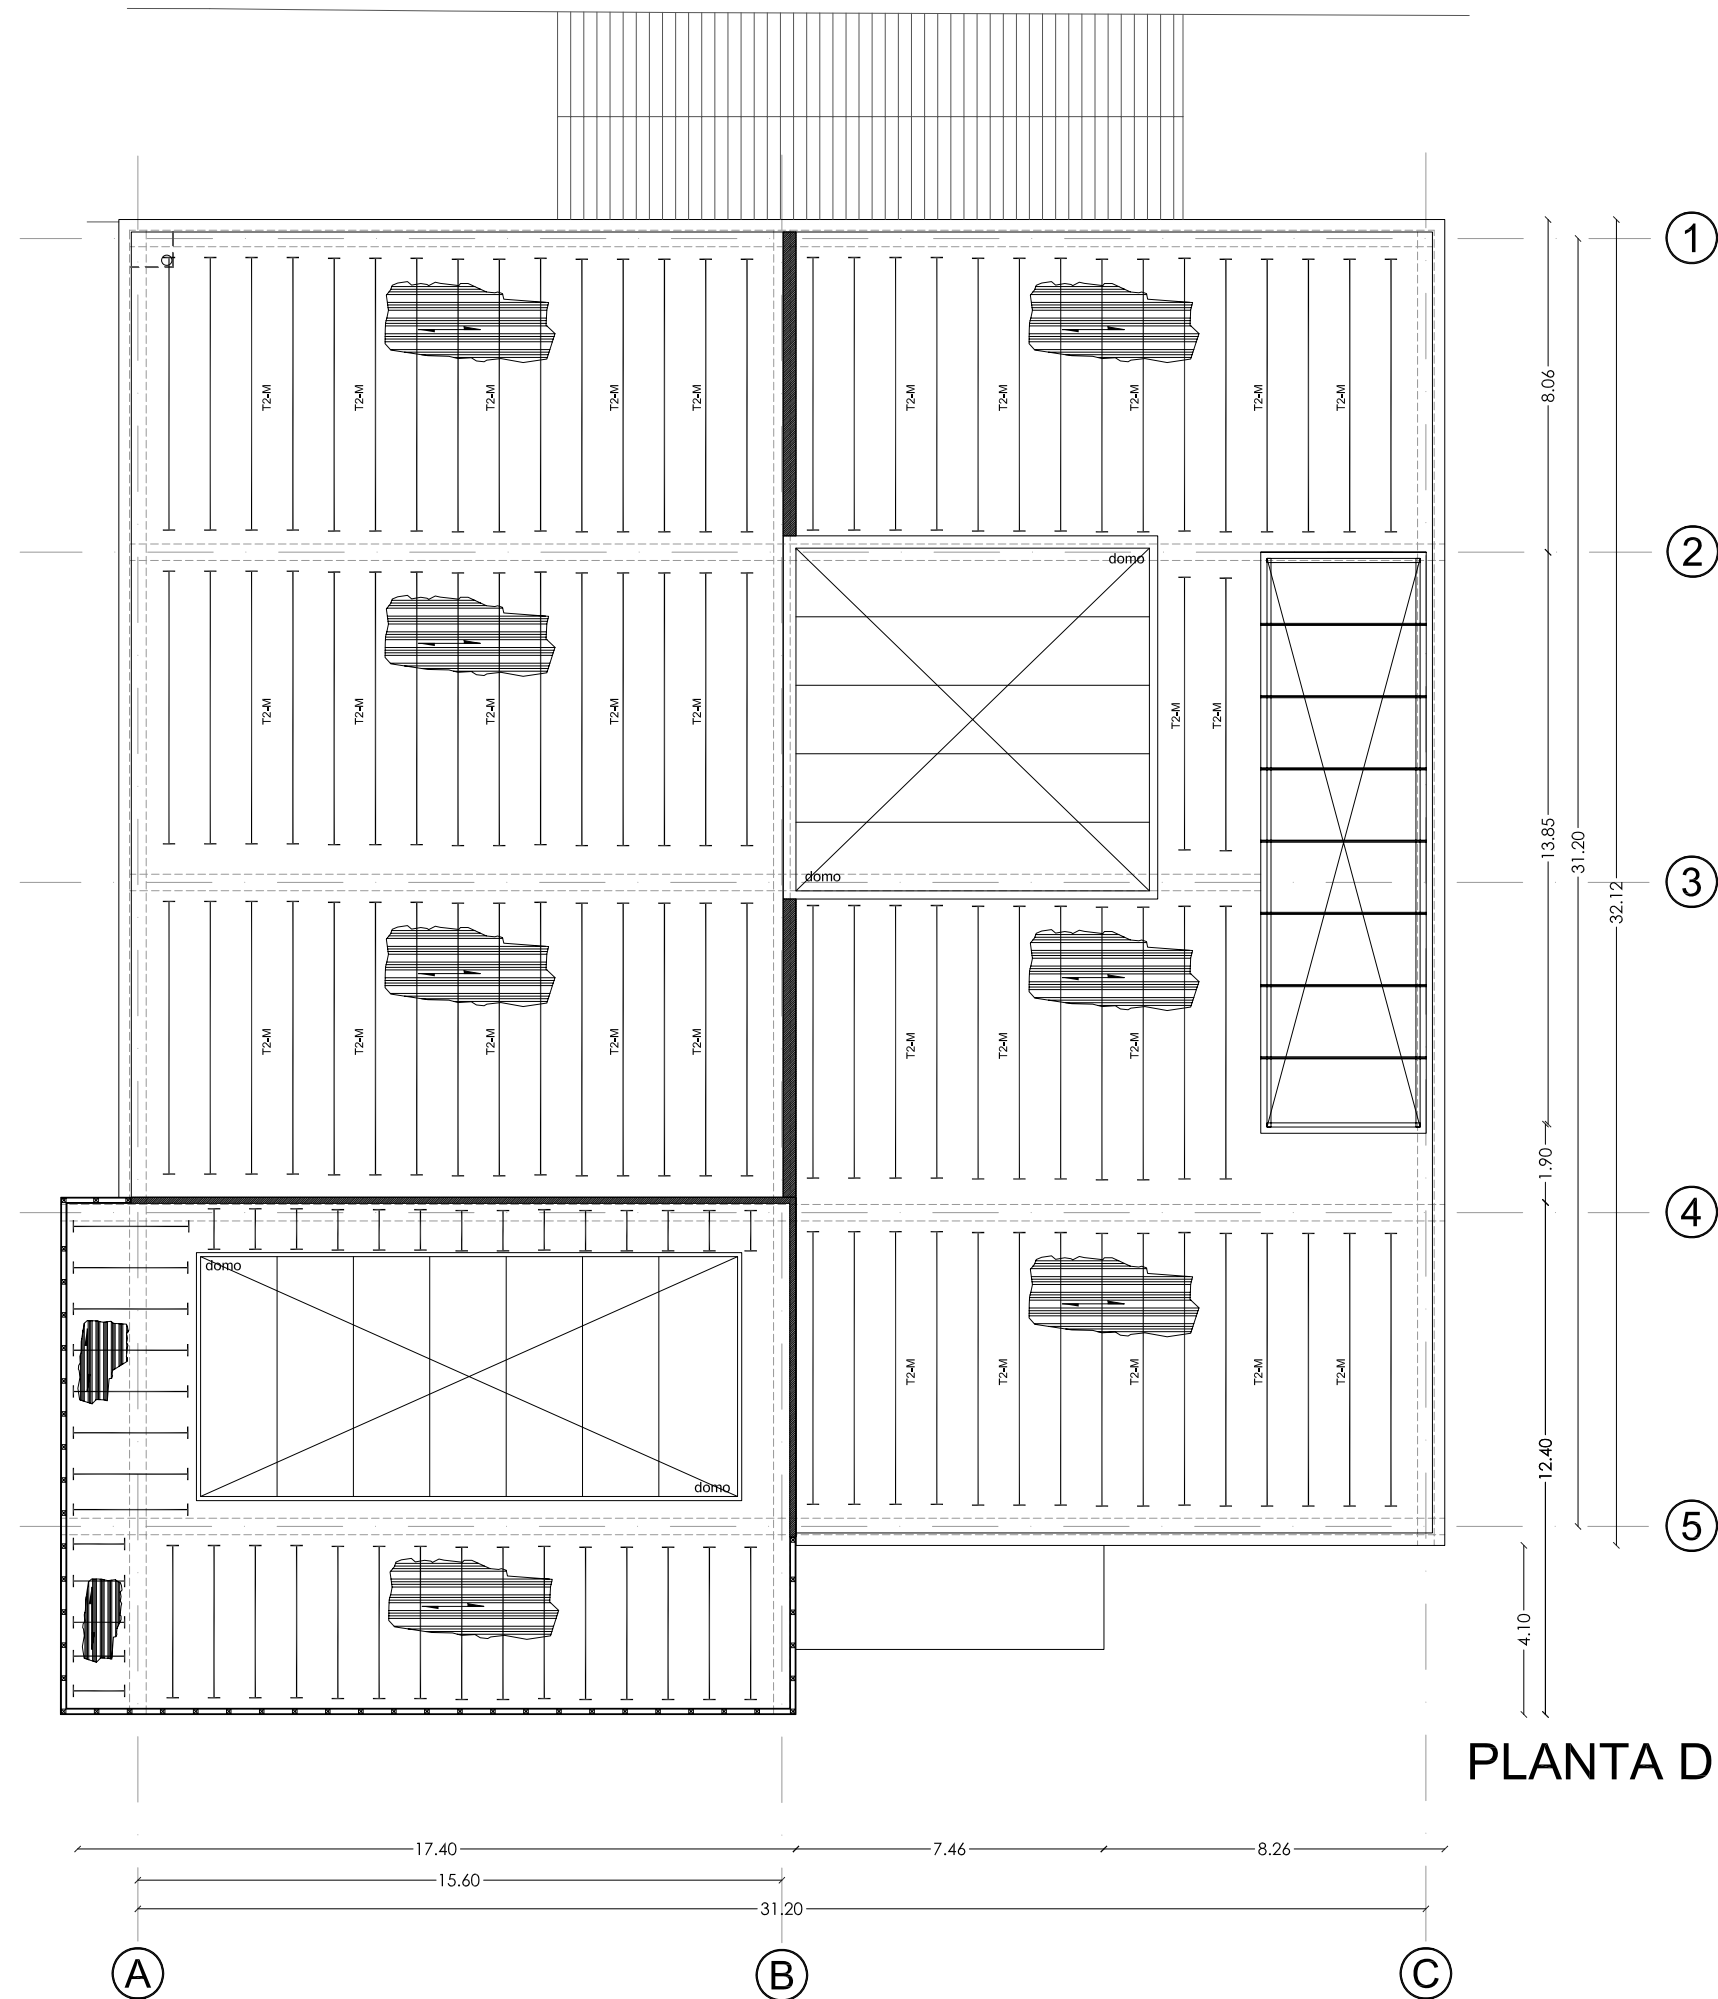 1
T2-M T2-M T2-M T2-M T2-M T2-M T2-M T2-M T2-M T2-M
8.06
2
domo
T2-M T2-M T2-M T2-M T2-M T2-M T2-M
13.85
31.20
domo
3
32.12
T2-M T2-M T2-M T2-M T2-M T2-M T2-M T2-M
1.90
4
domo
T2-M T2-M T2-M T2-M T2-M
12.40
domo
5
4.10
PLANTA D
17.40 7.46 8.26
15.60
31.20
A B C